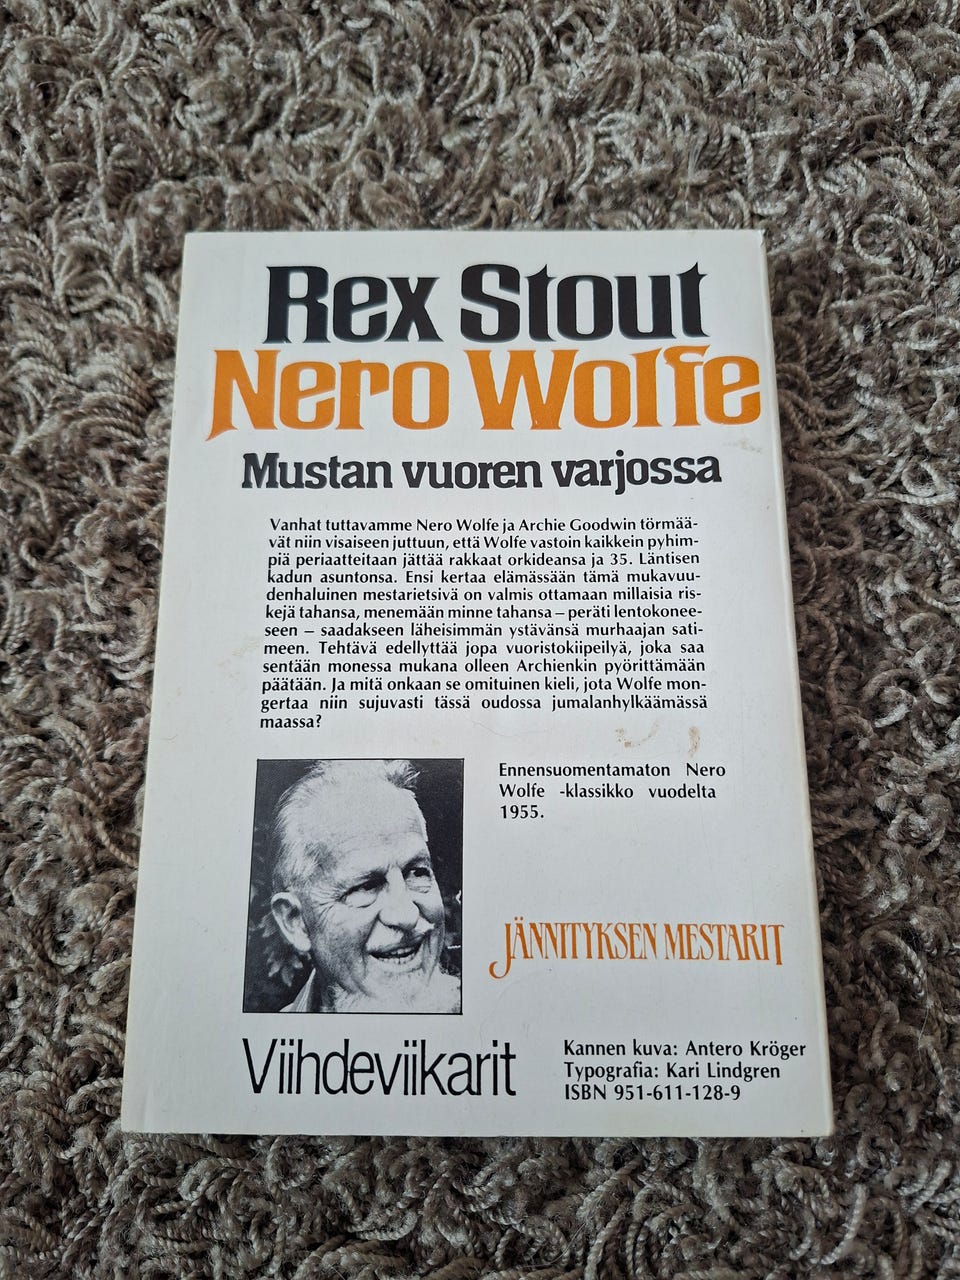 Rex Stout
Nero Wolfe
Mustan vuoren varjossa
Vanhat tuttavamme Nero Wolfe ja Archie Goodwin törmää-
vät niin visaiseen juttuun, että Wolfe vastoin kaikkein pyhim-
piä periaatteitaan jättää rakkaat orkideansa ja 35. Läntisen
kadun asuntonsa. Ensi kertaa elämässään tämä mukavuu-
denhaluinen mestarietsivä on valmis ottamaan millaisia ris-
kejä tahansa, menemään minne tahansa – peräti lentokonee-
seen – saadakseen läheisimmän ystävänsä murhaajan sati-
meen. Tehtävä edellyttää jopa vuoristokiipeilyä, joka saa
sentään monessa mukana olleen Archienkin pyörittämään
päätään. Ja mitä onkaan se omituinen kieli, jota Wolfe mon-
gertaa niin sujuvasti tässä oudossa jumalanhylkäämässä
maassa?
Ennensuomentamaton Nero
Wolfe -klassikko vuodelta
1955.
JÄNNITYKSEN MESTARIT
Viihdeviikarit
Kannen kuva: Antero Kröger
Typografia: Kari Lindgren
ISBN 951-611-128-9